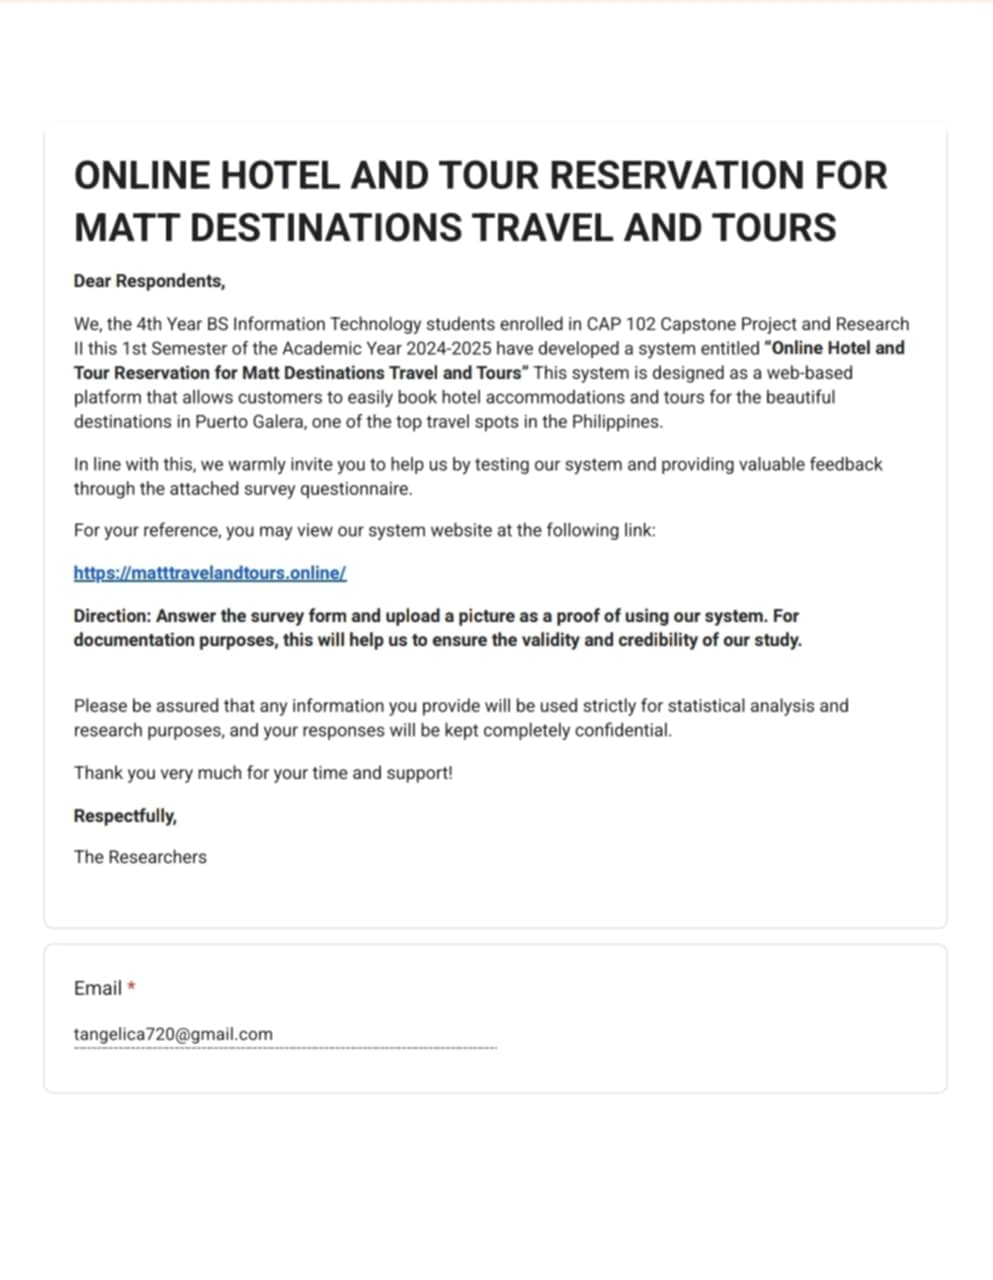 ONLINE HOTEL AND TOUR RESERVATION FOR
MATT DESTINATIONS TRAVEL AND TOURS
Dear Respondents,
We, the 4th Year BS Information Technology students enrolled in CAP 102 Capstone Project and Research
II this 1st Semester of the Academic Year 2024-2025 have developed a system entitled "Online Hotel and
Tour Reservation for Matt Destinations Travel and Tours" This system is designed as a web-based
platform that allows customers to easily book hotel accommodations and tours for the beautiful
destinations in Puerto Galera, one of the top travel spots in the Philippines.
In line with this, we warmly invite you to help us by testing our system and providing valuable feedback
through the attached survey questionnaire.
For your reference, you may view our system website at the following link:
https://matttravelandtours.online/
Direction: Answer the survey form and upload a picture as a proof of using our system. For
documentation purposes, this will help us to ensure the validity and credibility of our study.
Please be assured that any information you provide will be used strictly for statistical analysis and
research purposes, and your responses will be kept completely confidential.
Thank you very much for your time and support!
Respectfully,
The Researchers
Email *
tangelica720@gmail.com